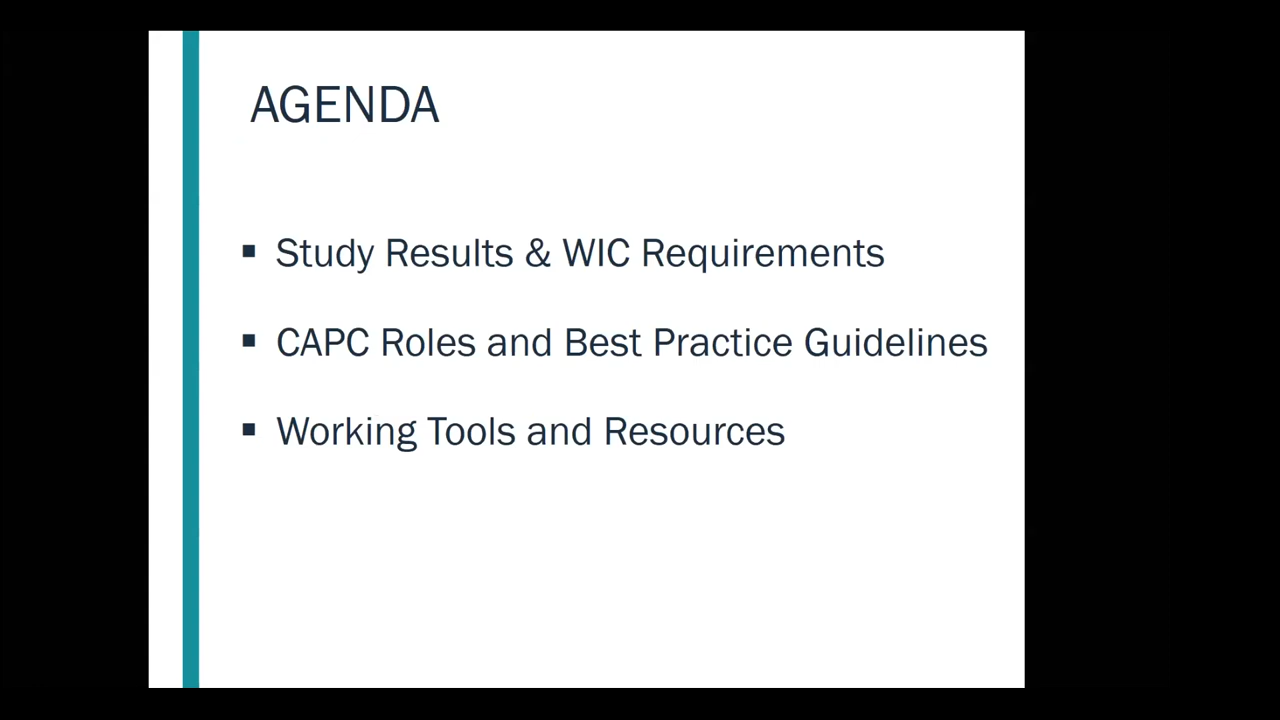 AGENDA
▪ Study Results & WIC Requirements
▪ CAPC Roles and Best Practice Guidelines
▪ Working Tools and Resources